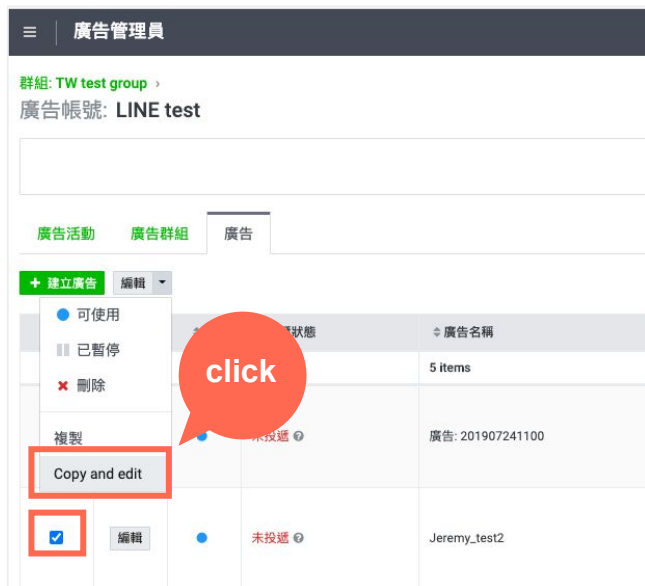 廣告管理員
群組: TW test group ›
廣告帳號: LINE test
廣告活動 廣告群組 廣告
+ 建立廣告 編輯
可使用
狀態 廣告名稱
已暫停
5 items
click
刪除
複製
未投遞
廣告: 201907241100
Copy and edit
編輯 未投遞 Jeremy_test2